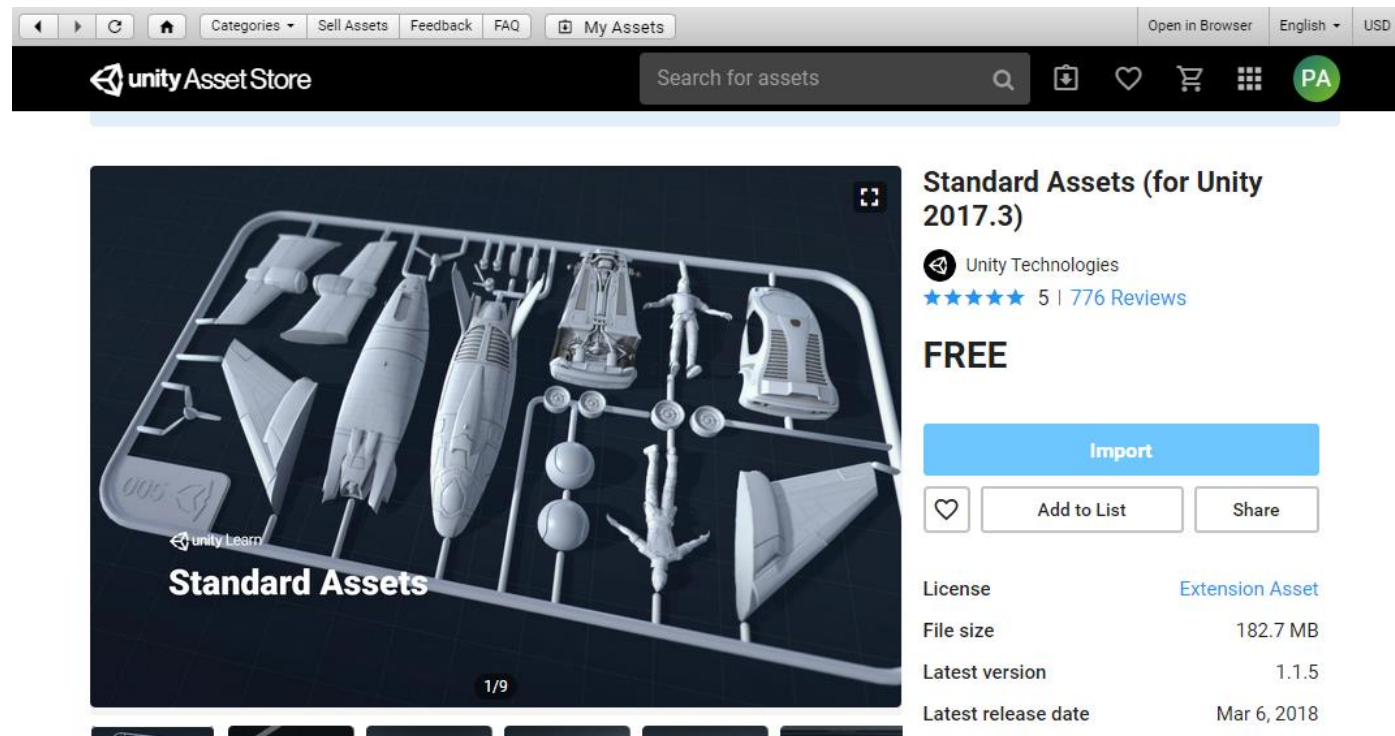 Categories Sell Assets Feedback FAQ My Assets Open in Browser English USD
unity Asset Store Search for assets PA
Standard Assets (for Unity
2017.3)
Unity Technologies
5 | 776 Reviews
FREE
Import
Add to List Share
License Extension Asset
File size 182.7 MB
Latest version 1.1.5
Latest release date Mar 6, 2018
005
unity Learn
Standard Assets
1/9